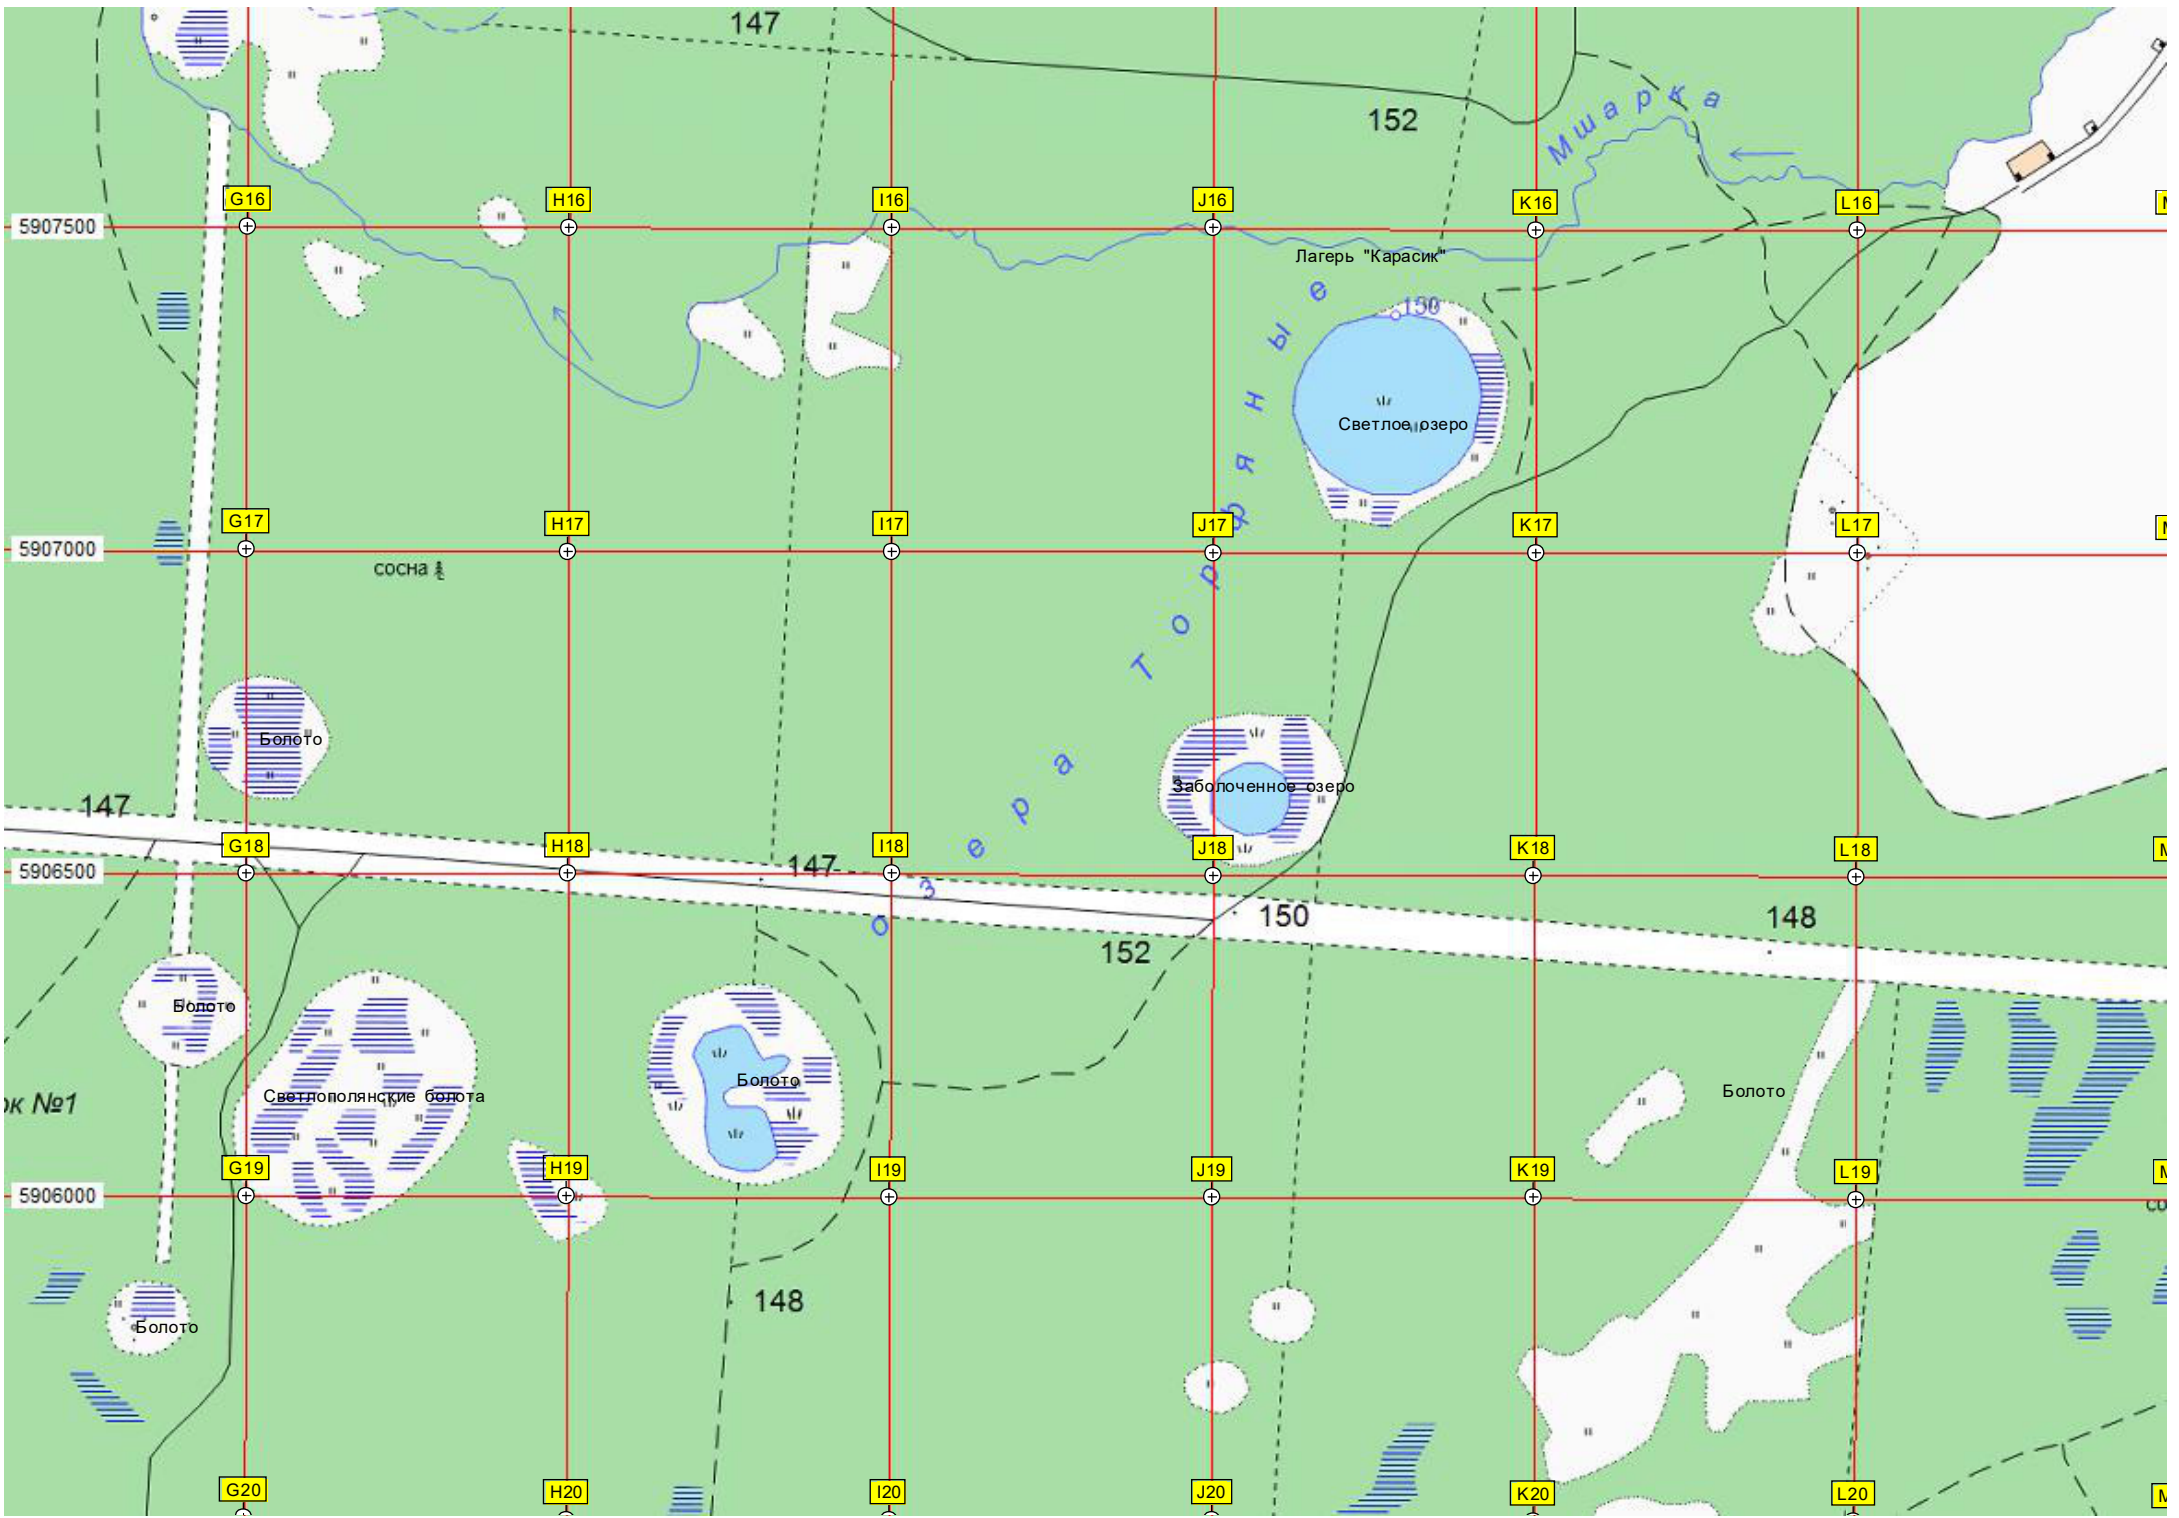 147
152
Мшарка
G16
H16
I16
J16
K16
L16
5907500
Лагерь "Карасик"
150
Светлое озеро
Торфяные
озера
G17
H17
I17
J17
K17
L17
5907000
сосна
Болото
Заболоченное озеро
147
G18
H18
I18
J18
K18
L18
5906500
147
150
148
152
Болото
Болото
Болото
Светлополянские болота
ок №1
G19
H19
I19
J19
K19
L19
5906000
со
148
Болото
G20
H20
I20
J20
K20
L20